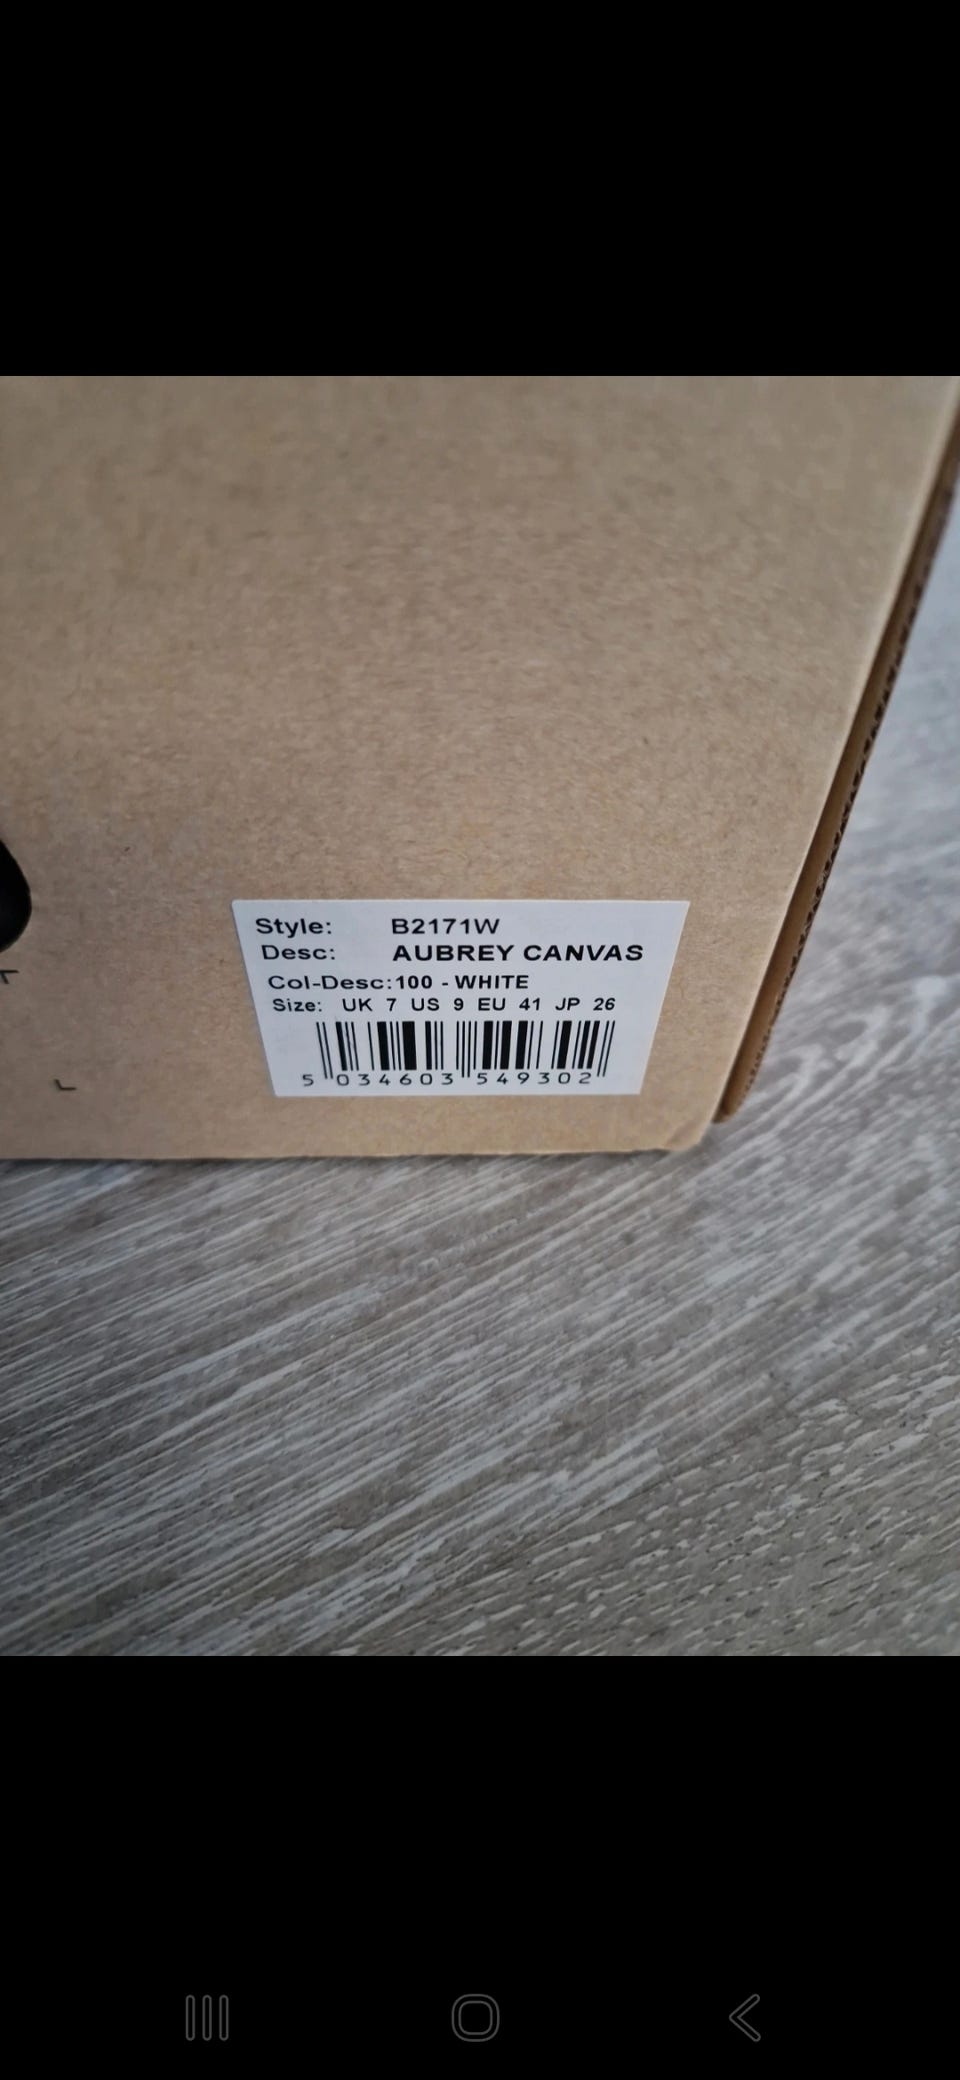 Style: B2171W
Desc: AUBREY CANVAS
Col-Desc:100 - WHITE
Size: UK 7 US 9 EU 41 JP 26
5 034603 549302